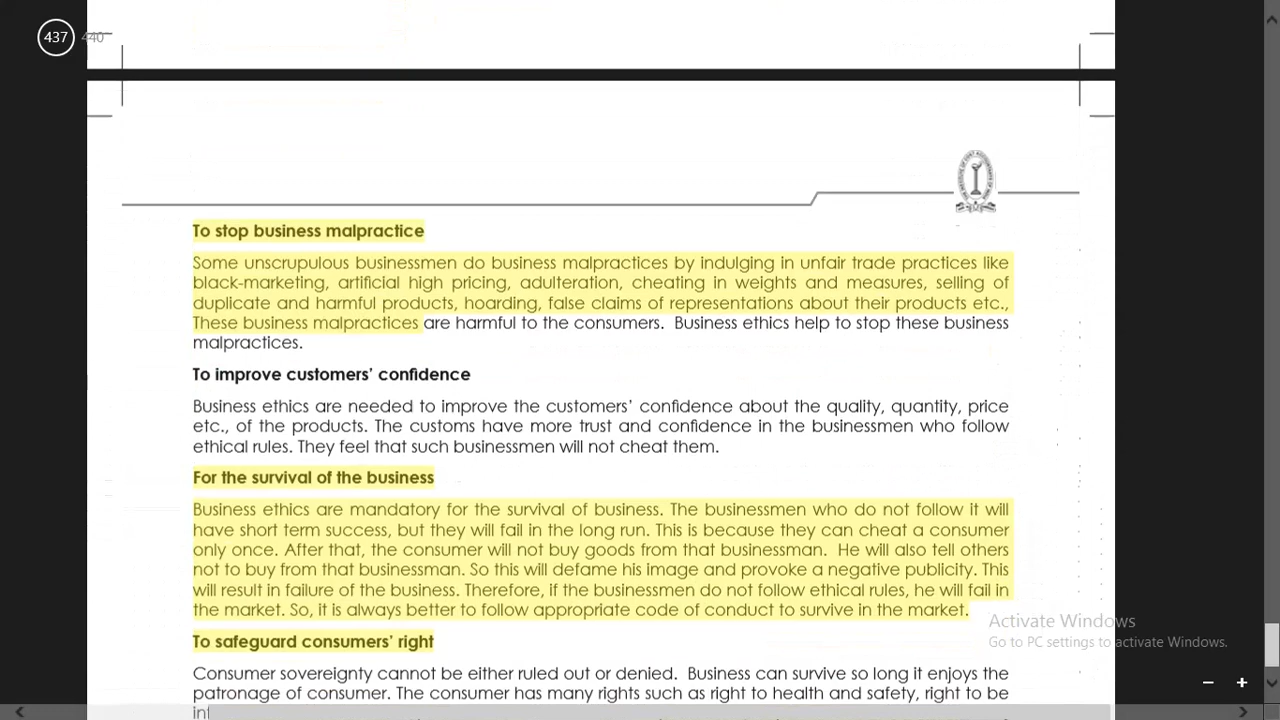 437 440
To stop business malpractice
Some unscrupulous businessmen do business malpractices by indulging in unfair trade practices like
black-marketing, artificial high pricing, adulteration, cheating in weights and measures, selling of
duplicate and harmful products, hoarding, false claims of representations about their products etc.,
These business malpractices are harmful to the consumers. Business ethics help to stop these business
malpractices.
To improve customers' confidence
Business ethics are needed to improve the customers' confidence about the quality, quantity, price
etc., of the products. The customs have more trust and confidence in the businessmen who follow
ethical rules. They feel that such businessmen will not cheat them.
For the survival of the business
Business ethics are mandatory for the survival of business. The businessmen who do not follow it will
have short term success, but they will fail in the long run. This is because they can cheat a consumer
only once. After that, the consumer will not buy goods from that businessman. He will also tell others
not to buy from that businessman. So this will defame his image and provoke a negative publicity. This
will result in failure of the business. Therefore, if the businessmen do not follow ethical rules, he will fail in
the market. So, it is always better to follow appropriate code of conduct to survive in the market.
To safeguard consumers' right
Consumer sovereignty cannot be either ruled out or denied. Business can survive so long it enjoys the
patronage of consumer. The consumer has many rights such as right to health and safety, right to be
Activate Windows
Go to PC settings to activate Windows.